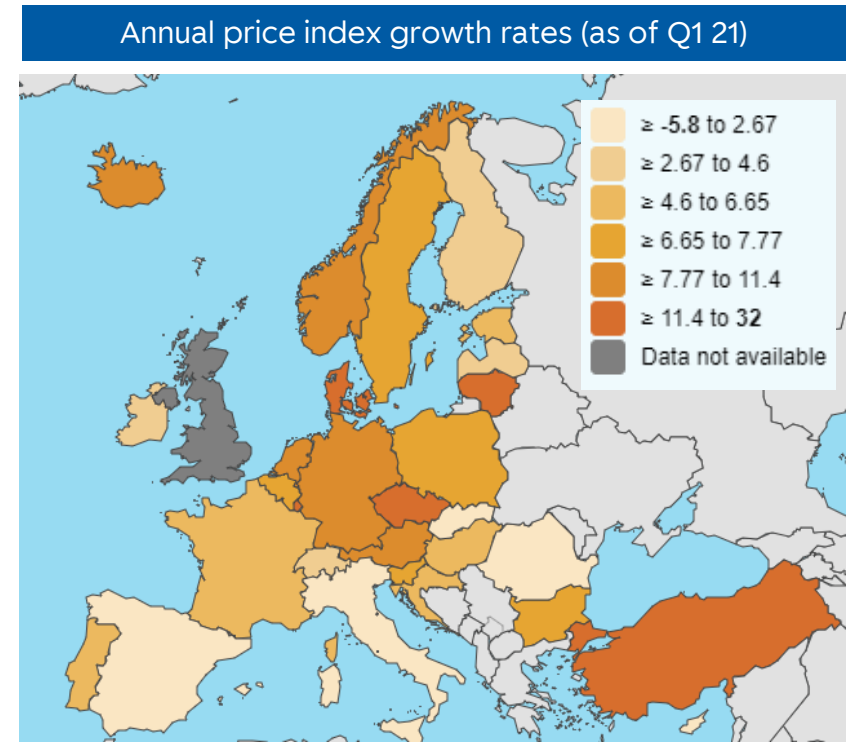 Annual price index growth rates (as of Q1 21)
≥ -5.8 to 2.67
≥ 2.67 to 4.6
≥ 4.6 to 6.65
≥ 6.65 to 7.77
≥ 7.77 to 11.4
≥ 11.4 to 32
Data not available